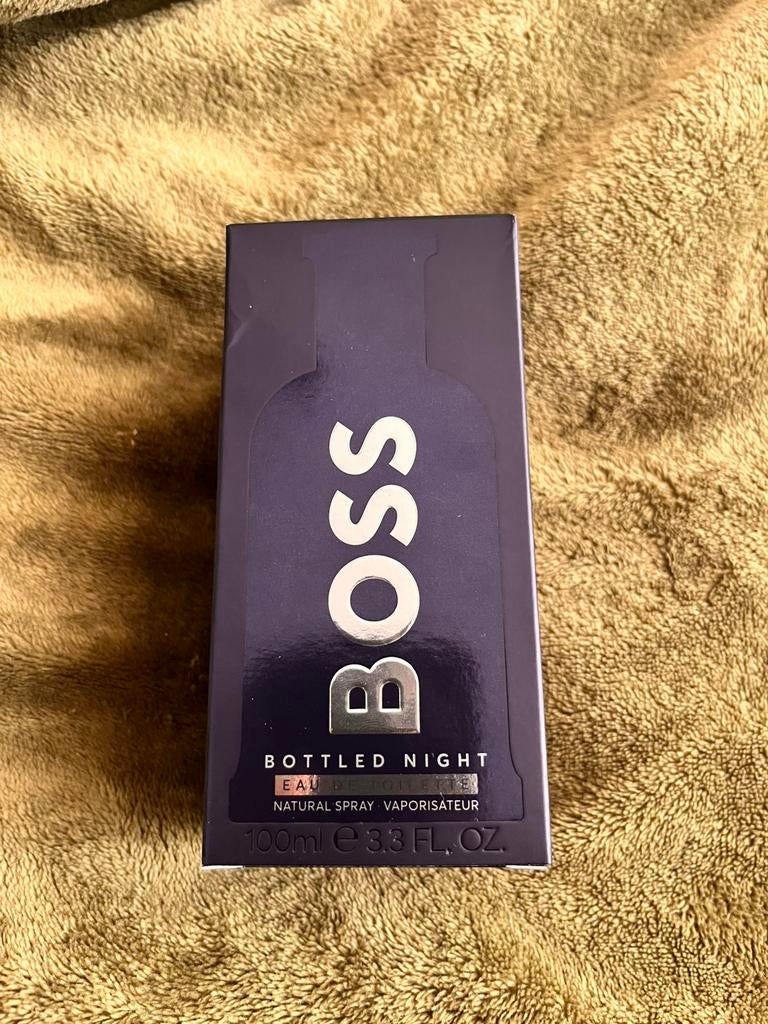 BOSS
BOTTLED NIGHT
EAU DE TOILETTE
NATURAL SPRAY · VAPORISATEUR
100ml ℮ 3.3 FL. OZ.